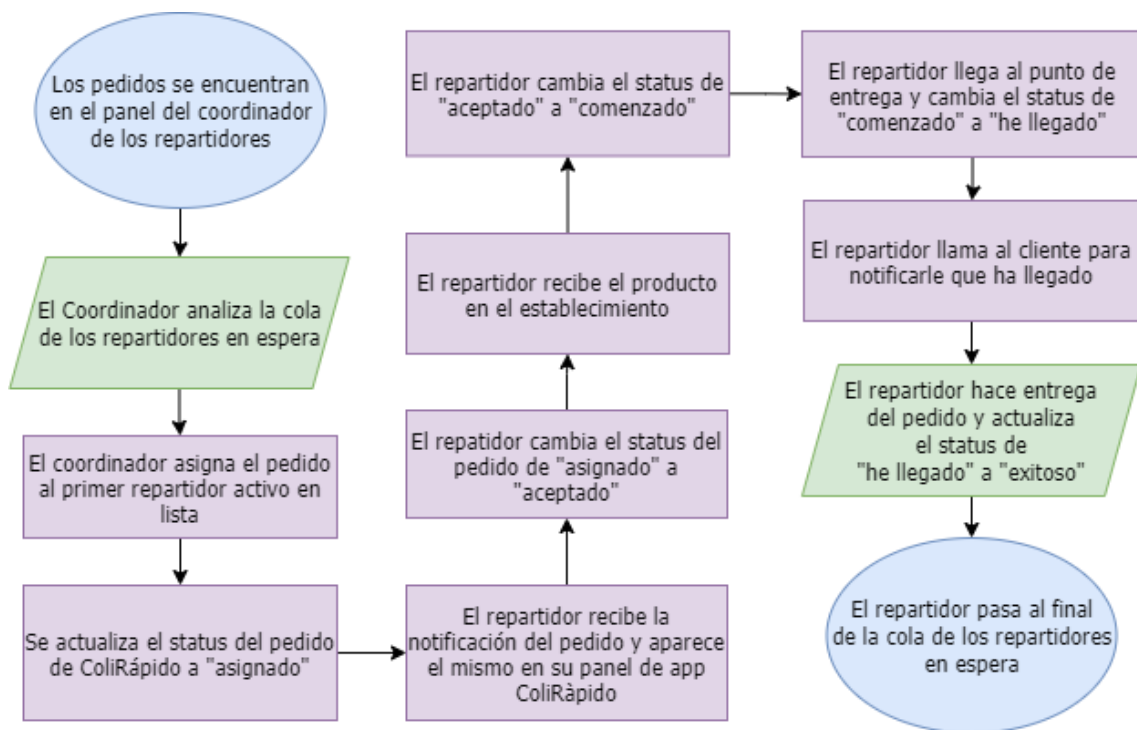 Los pedidos se encuentran
en el panel del coordinador
de los repartidores
El Coordinador analiza la cola
de los repartidores en espera
El coordinador asigna el pedido
al primer repartidor activo en
lista
Se actualiza el status del pedido
de ColiRápido a "asignado"
El repartidor recibe la
notificación del pedido y aparece
el mismo en su panel de app
ColiRàpido
El repatidor cambia el status del
pedido de "asignado" a
"aceptado"
El repartidor recibe el producto
en el establecimiento
El repartidor cambia el status de
"aceptado" a "comenzado"
El repartidor llega al punto de
entrega y cambia el status de
"comenzado" a "he llegado"
El repartidor llama al cliente para
notificarle que ha llegado
El repartidor hace entrega
del pedido y actualiza
el status de
"he llegado" a "exitoso"
El repartidor pasa al final
de la cola de los repartidores
en espera